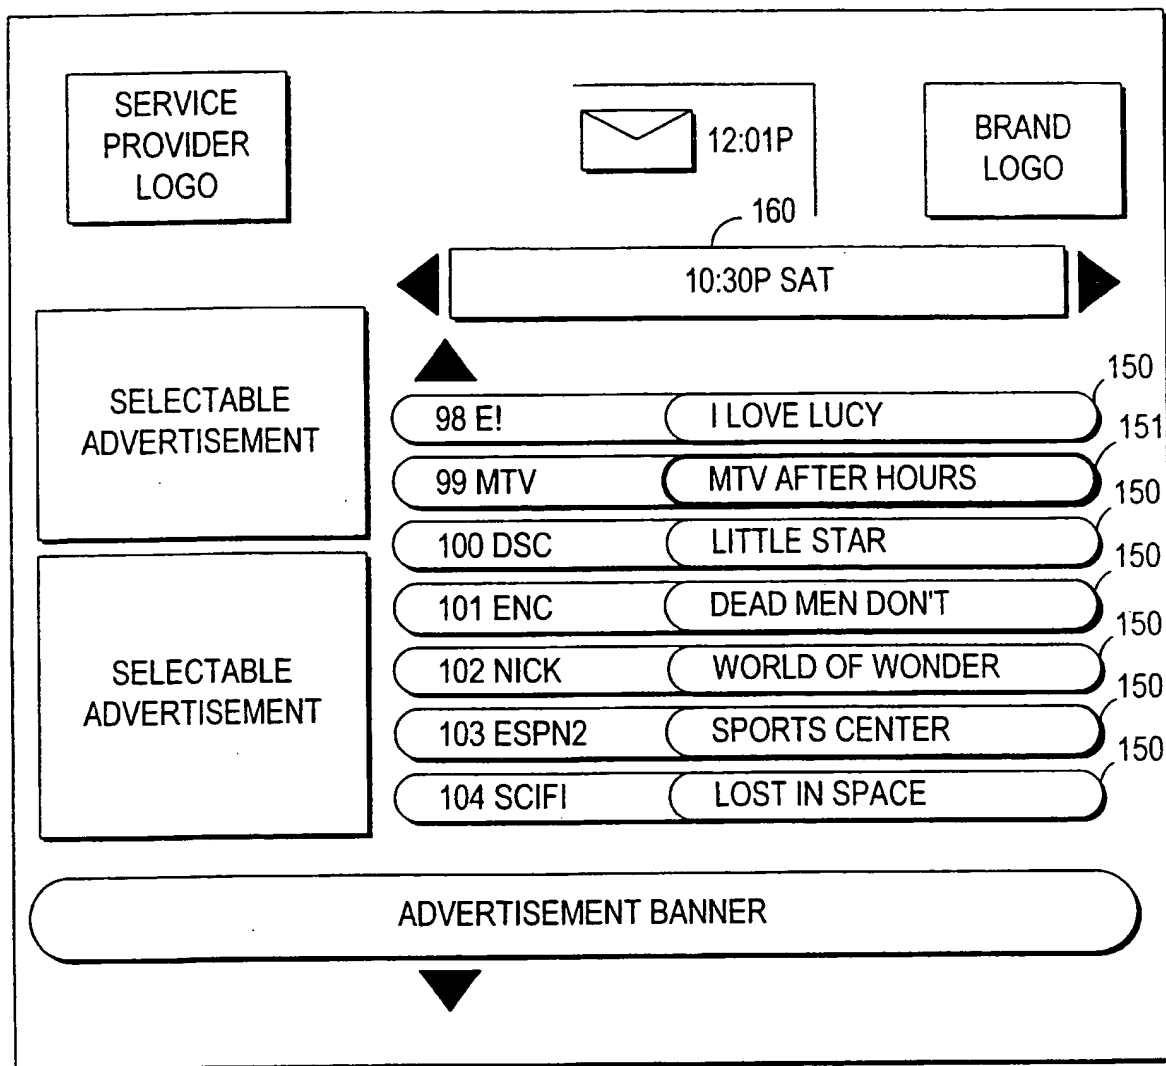 SERVICE
PROVIDER
LOGO
12:01P
BRAND
LOGO
160
10:30P SAT
SELECTABLE
ADVERTISEMENT
150
98 E! I LOVE LUCY
151
99 MTV MTV AFTER HOURS
150
100 DSC LITTLE STAR
150
101 ENC DEAD MEN DON'T
150
102 NICK WORLD OF WONDER
150
103 ESPN2 SPORTS CENTER
150
104 SCIFI LOST IN SPACE
SELECTABLE
ADVERTISEMENT
ADVERTISEMENT BANNER